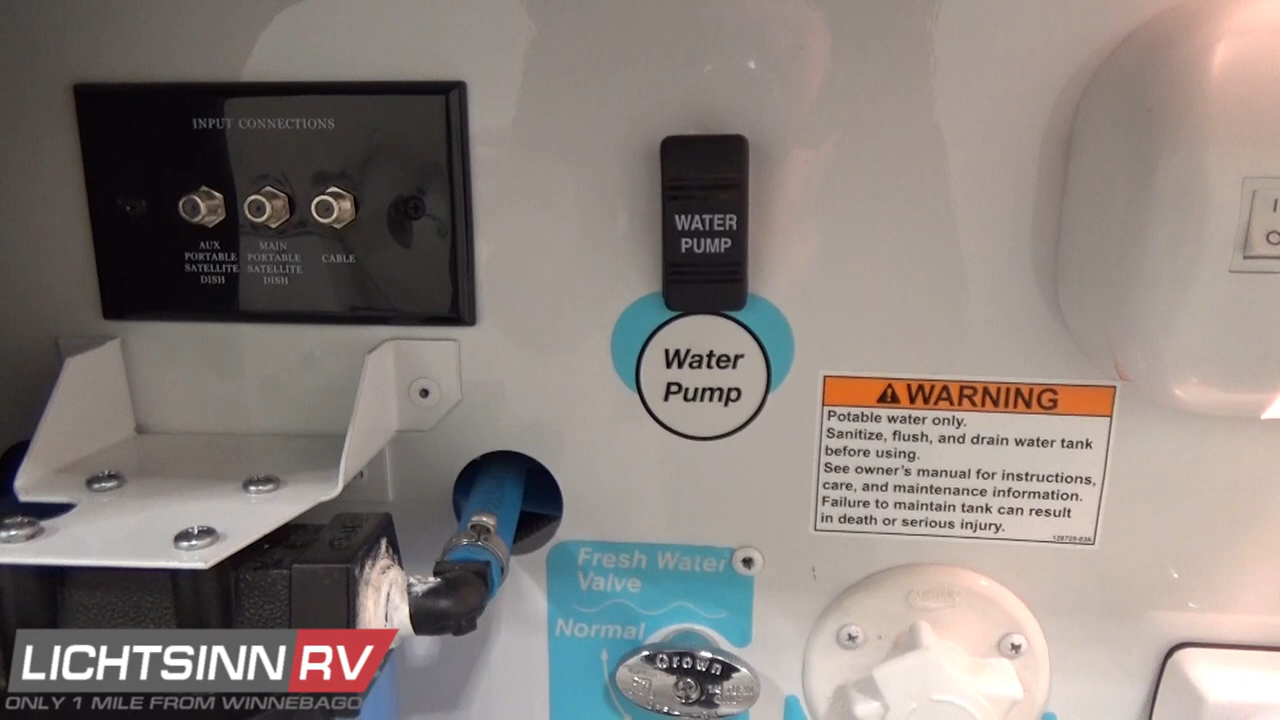 INPUT CONNECTIONS
AUX
PORTABLE
SATELLITE
DISH
MAIN
PORTABLE
SATELLITE
DISH
CABLE
WATER
PUMP
Water
Pump
WARNING
Potable water only.
Sanitize, flush, and drain water tank
before using.
See owner's manual for instructions,
care, and maintenance information.
Failure to maintain tank can result
in death or serious injury.
Fresh Water
Valve
Normal
Crown
I
O
LICHTSINN RV
ONLY 1 MILE FROM WINNEBAGO